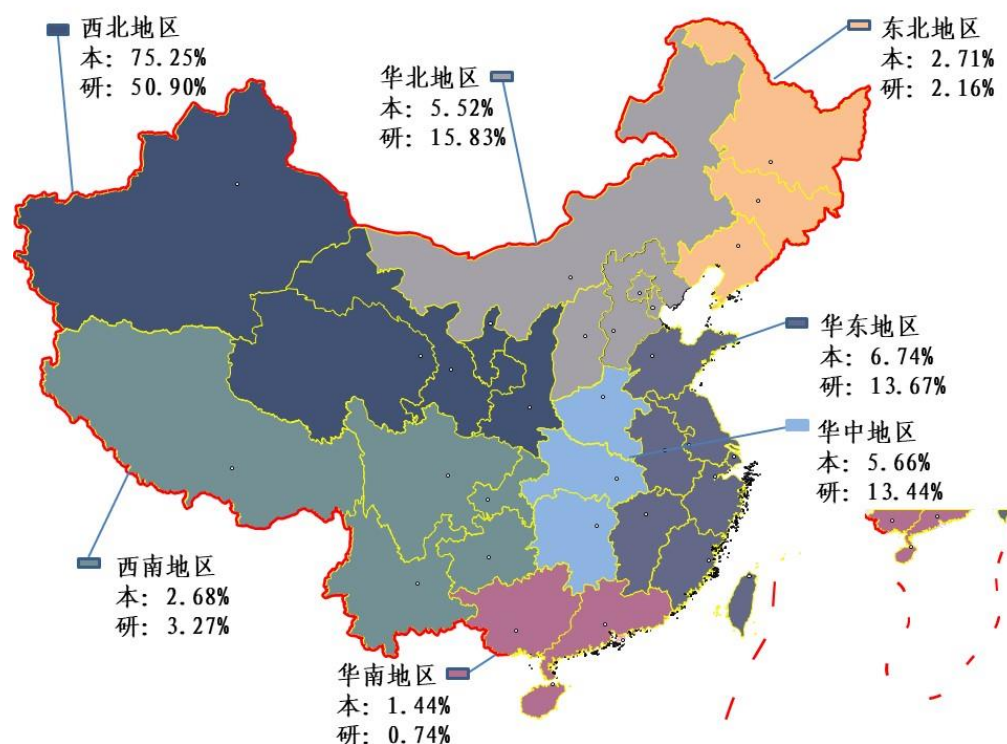 西北地区
本: 75.25%
研: 50.90%
华北地区
本: 5.52%
研: 15.83%
东北地区
本: 2.71%
研: 2.16%
华东地区
本: 6.74%
研: 13.67%
华中地区
本: 5.66%
研: 13.44%
西南地区
本: 2.68%
研: 3.27%
华南地区
本: 1.44%
研: 0.74%